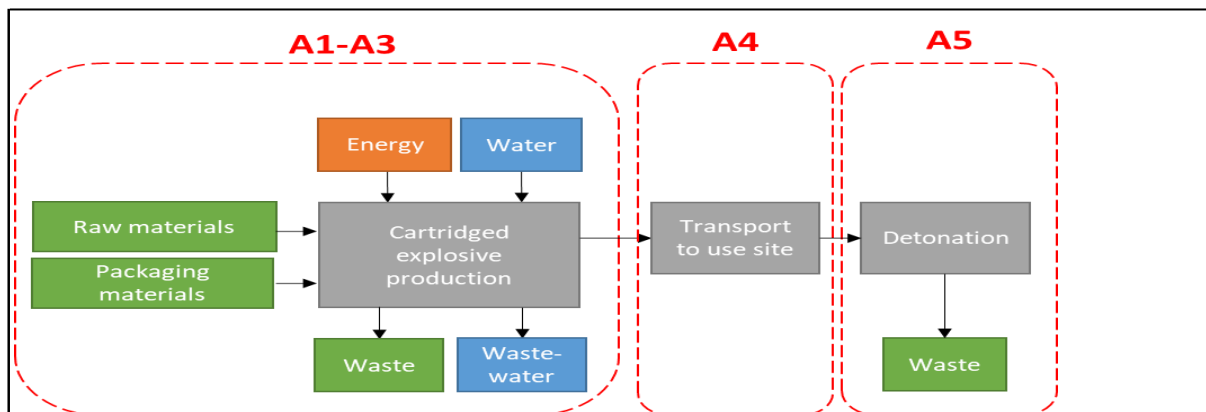 A1-A3
A4
A5
Energy
Water
Raw materials
Cartridged
explosive
production
Transport
to use site
Detonation
Packaging
materials
Waste
Waste-
water
Waste